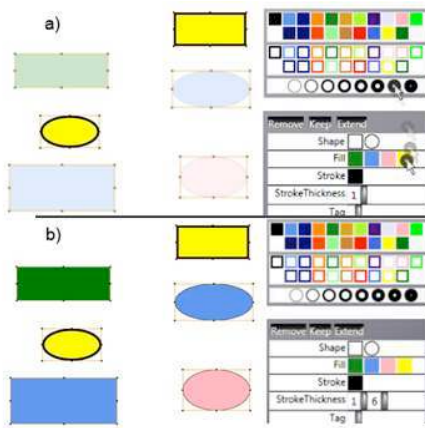 a)
Remove Keep Extend
Shape
Fill
Stroke
StrokeThickness 1
Tag
b)
Remove Keep Extend
Shape
Fill
Stroke
StrokeThickness 1 6
Tag